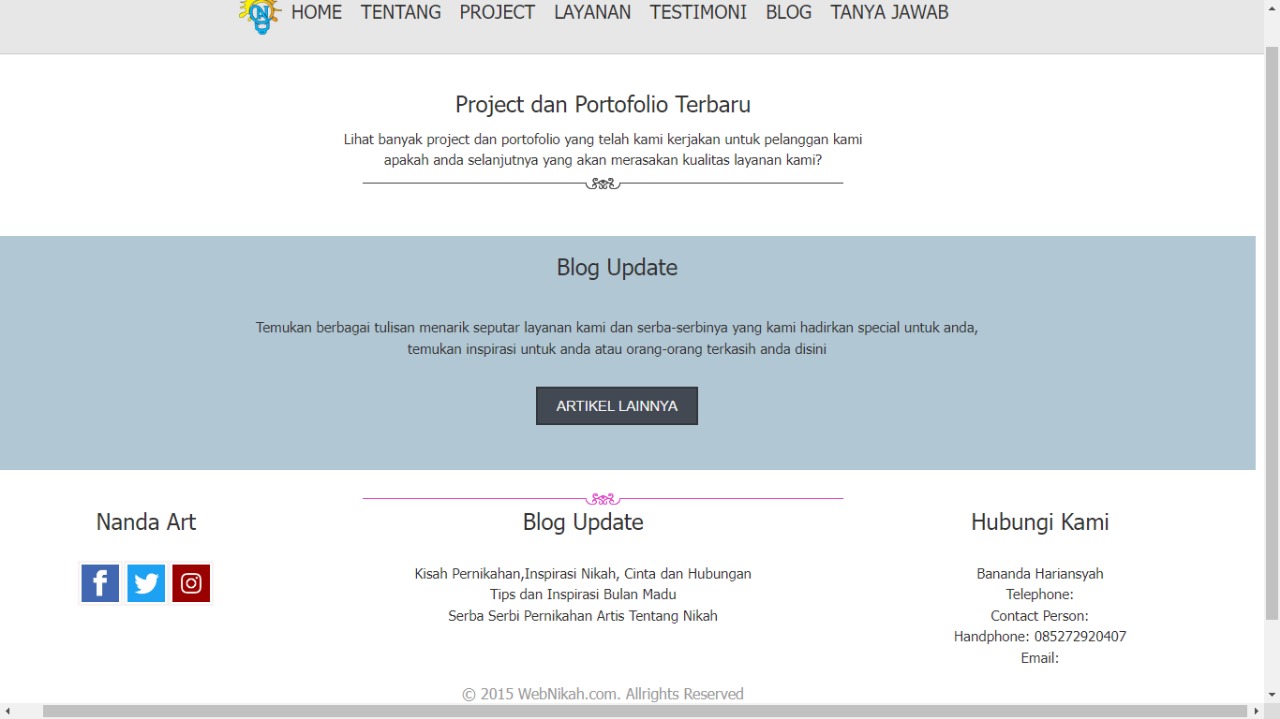 HOME TENTANG PROJECT LAYANAN TESTIMONI BLOG TANYA JAWAB
Project dan Portofolio Terbaru
Lihat banyak project dan portofolio yang telah kami kerjakan untuk pelanggan kami
apakah anda selanjutnya yang akan merasakan kualitas layanan kami?
Blog Update
Temukan berbagai tulisan menarik seputar layanan kami dan serba-serbinya yang kami hadirkan special untuk anda,
temukan inspirasi untuk anda atau orang-orang terkasih anda disini
ARTIKEL LAINNYA
Nanda Art
Blog Update
Kisah Pernikahan,Inspirasi Nikah, Cinta dan Hubungan
Tips dan Inspirasi Bulan Madu
Serba Serbi Pernikahan Artis Tentang Nikah
Hubungi Kami
Bananda Hariansyah
Telephone:
Contact Person:
Handphone: 085272920407
Email:
© 2015 WebNikah.com. Allrights Reserved